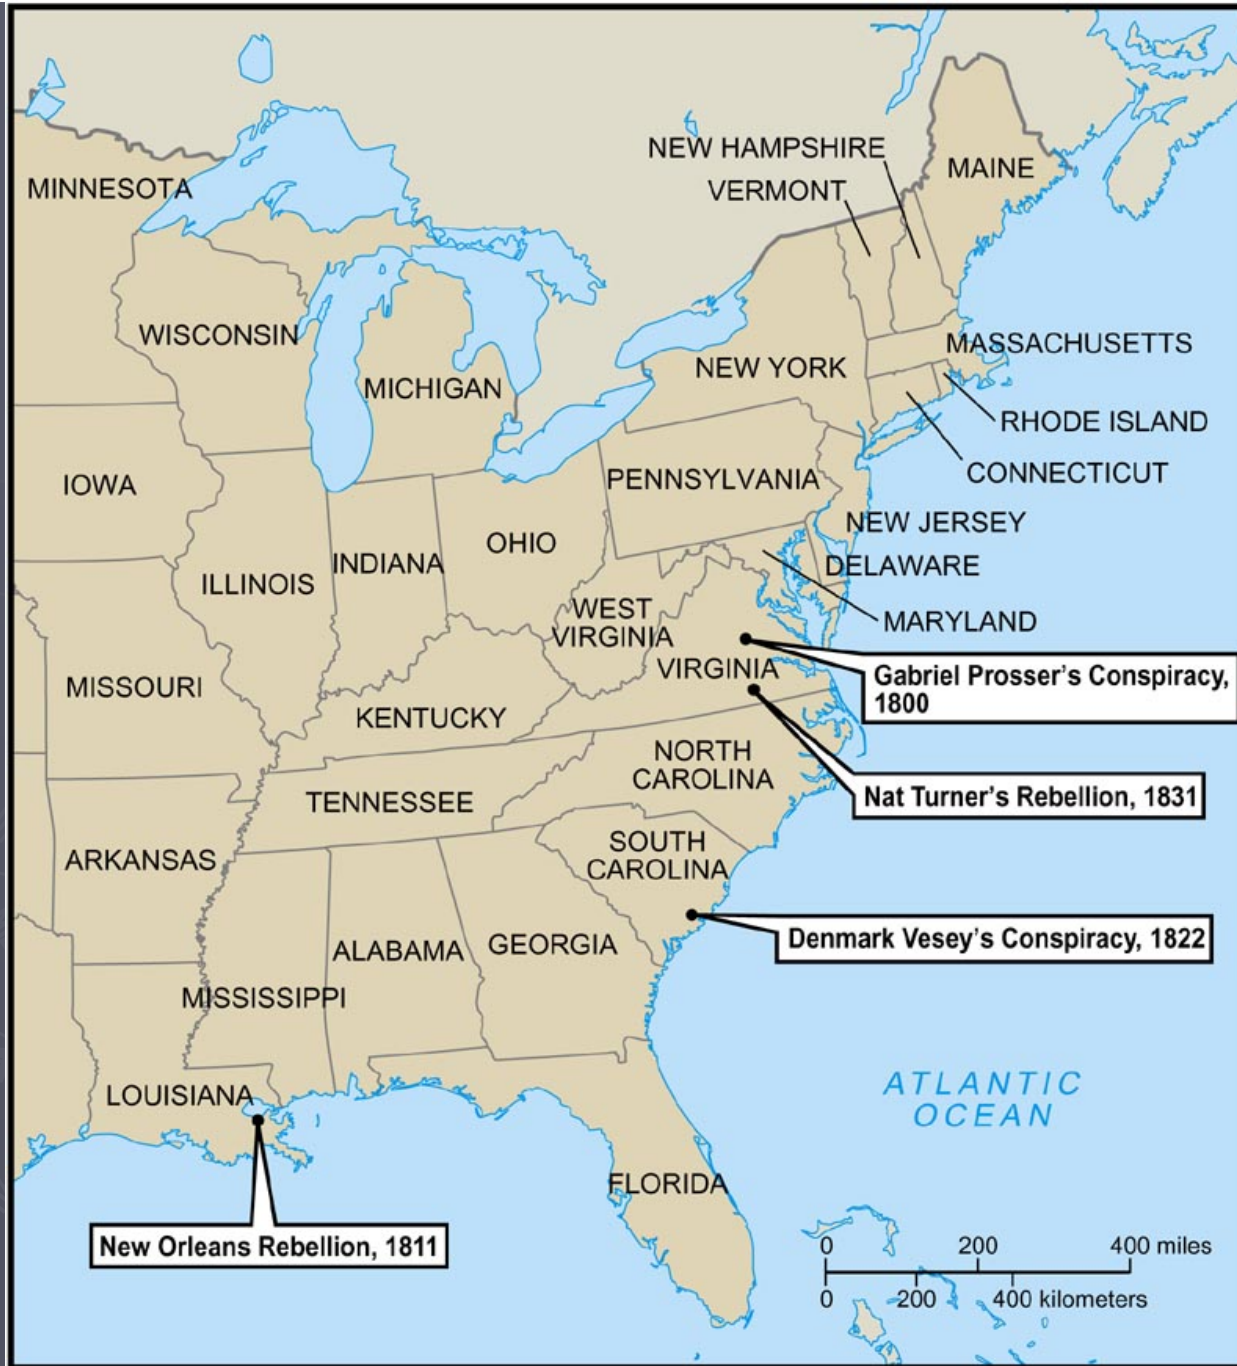 NEW HAMPSHIRE
VERMONT
MAINE
MINNESOTA
WISCONSIN
MICHIGAN
NEW YORK
MASSACHUSETTS
RHODE ISLAND
CONNECTICUT
IOWA
PENNSYLVANIA
NEW JERSEY
OHIO
INDIANA
ILLINOIS
DELAWARE
MARYLAND
WEST
VIRGINIA
VIRGINIA
Gabriel Prosser's Conspiracy,
1800
MISSOURI
KENTUCKY
NORTH
CAROLINA
Nat Turner's Rebellion, 1831
TENNESSEE
ARKANSAS
SOUTH
CAROLINA
Denmark Vesey's Conspiracy, 1822
ALABAMA
GEORGIA
MISSISSIPPI
LOUISIANA
ATLANTIC
OCEAN
FLORIDA
New Orleans Rebellion, 1811
0 200 400 miles
0 200 400 kilometers